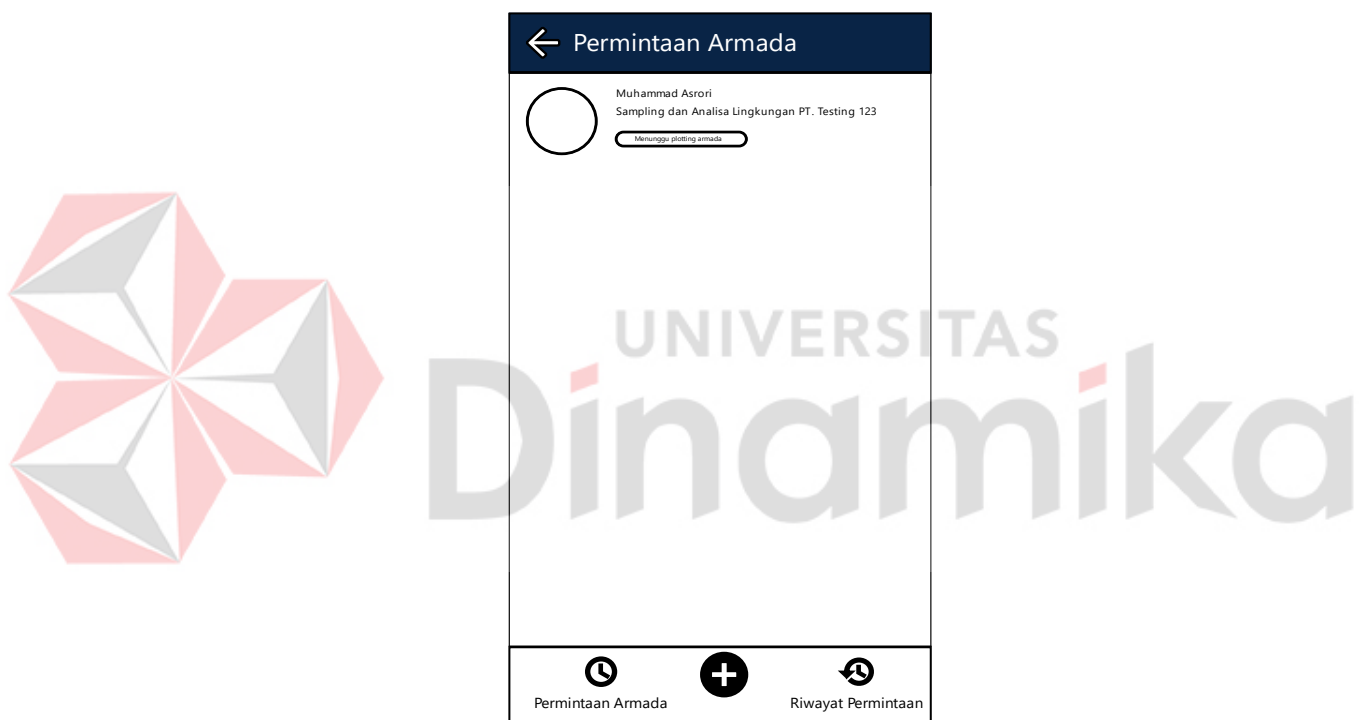 Permintaan Armada
Muhammad Asrori
Sampling dan Analisa Lingkungan PT. Testing 123
Menunggu plotting armada
UNIVERSITAS
Dinamika
Permintaan Armada
Riwayat Permintaan